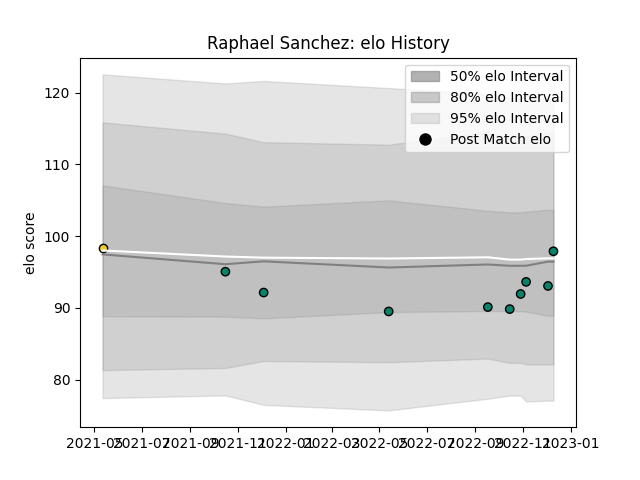 Raphael Sanchez: elo History
50% elo Interval
80% elo Interval
95% elo Interval
Post Match elo
elo score
120
110
100
90
80
2021-05 2021-07 2021-09 2021-11 2022-01 2022-03 2022-05 2022-07 2022-09 2022-11 2023-01